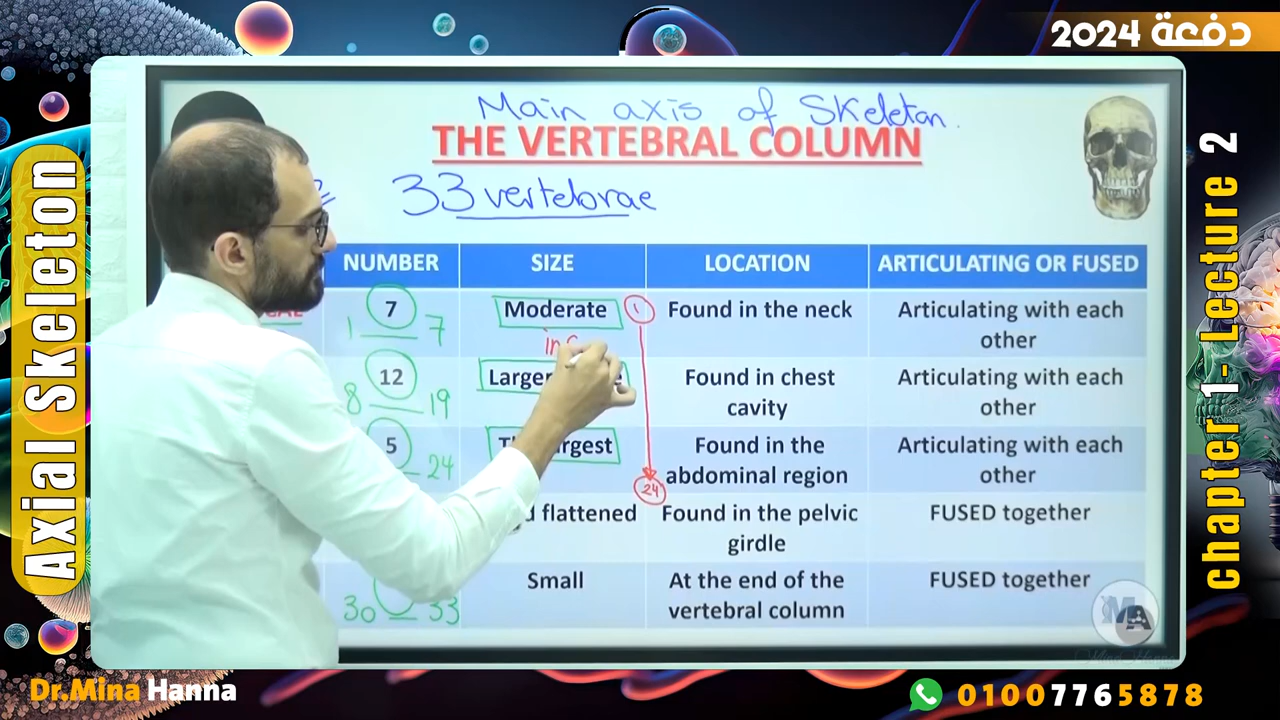 دفعة 2024
Axial Skeleton
chapter 1- Lecture 2
Main axis of Skeletan.
THE VERTEBRAL COLUMN
33 vertebrae
NUMBER SIZE LOCATION ARTICULATING OR FUSED
7 Moderate 1 Found in the neck Articulating with each other
1 7
12 Found in chest cavity Articulating with each other
8 19
5 Found in the abdominal region Articulating with each other
24
24
flattened Found in the pelvic girdle FUSED together
Small At the end of the vertebral column FUSED together
30 33
MA
Dr.Mina Hanna
01007765878